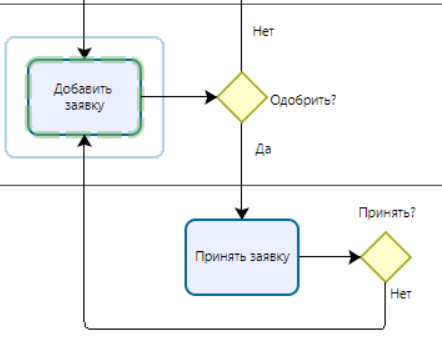 Нет
Добавить
заявку
Одобрить?
Да
Принять?
Принять заявку
Нет